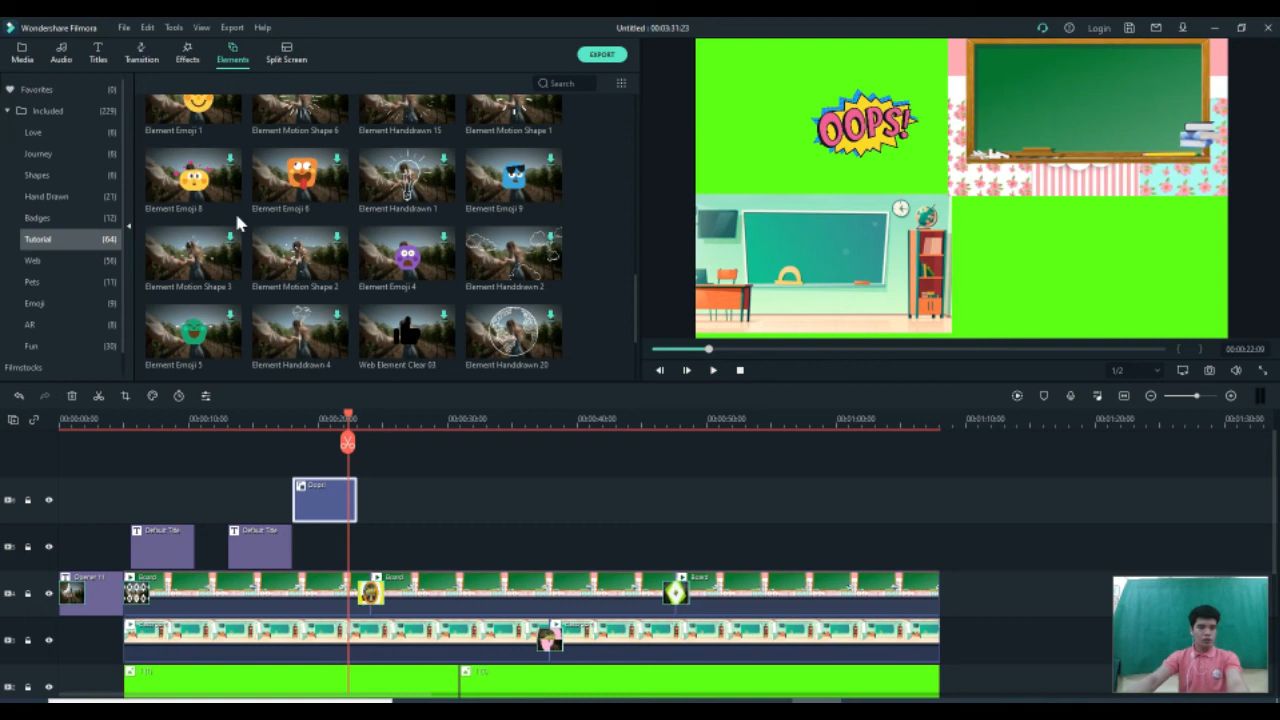 Wondershare Filmora File Edit Tools View Export Help Untitled : 00:03:31:23 Login
Media Audio Titles Transition Effects Elements Split Screen EXPORT
Search
Favorites (0)
Included (229)
Love (6)
Journey (6)
Shapes (6)
Hand Drawn (21)
Badges (12)
Tutorial (64)
Web (56)
Pets (11)
Emoji (9)
AR (8)
Fun (30)
Filmstocks
Element Emoji 1 Element Motion Shape 6 Element Handdrawn 15 Element Motion Shape 1
Element Emoji 8 Element Emoji 6 Element Handdrawn 1 Element Emoji 9
Element Motion Shape 3 Element Motion Shape 2 Element Emoji 4 Element Handdrawn 2
Element Emoji 5 Element Handdrawn 4 Web Element Clear 03 Element Handdrawn 20
OOPS!
00:00:22:09
1/2
00:00:00:00 00:00:10:00 00:00:20:00 00:00:30:00 00:00:40:00 00:00:50:00 00:01:00:00 00:01:10:00 00:01:20:00 00:01:30:00
Oops!
Default Title Default Title
Opener 11 Board Board Board